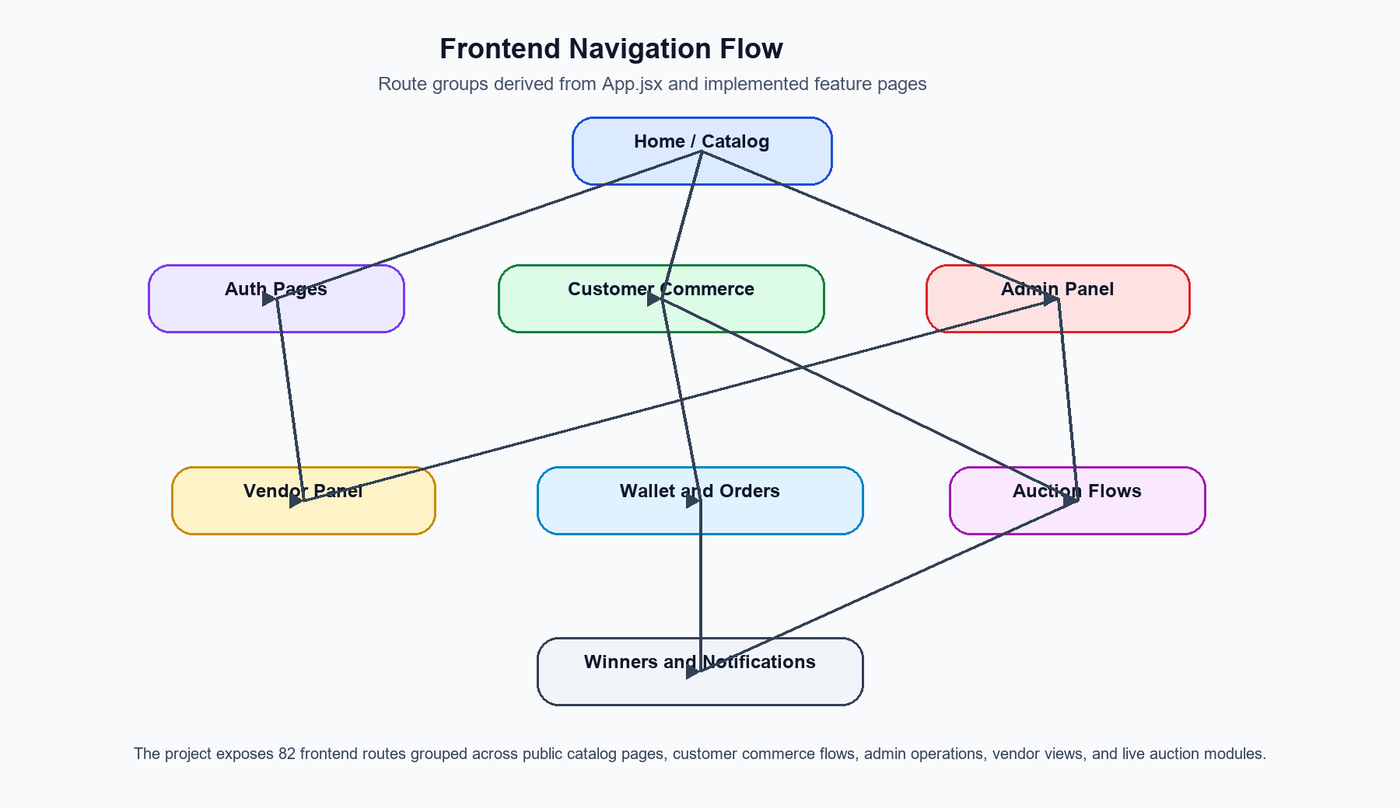 Frontend Navigation Flow
Route groups derived from App.jsx and implemented feature pages
Home / Catalog
Auth Pages
Customer Commerce
Admin Panel
Vendor Panel
Wallet and Orders
Auction Flows
Winners and Notifications
The project exposes 82 frontend routes grouped across public catalog pages, customer commerce flows, admin operations, vendor views, and live auction modules.